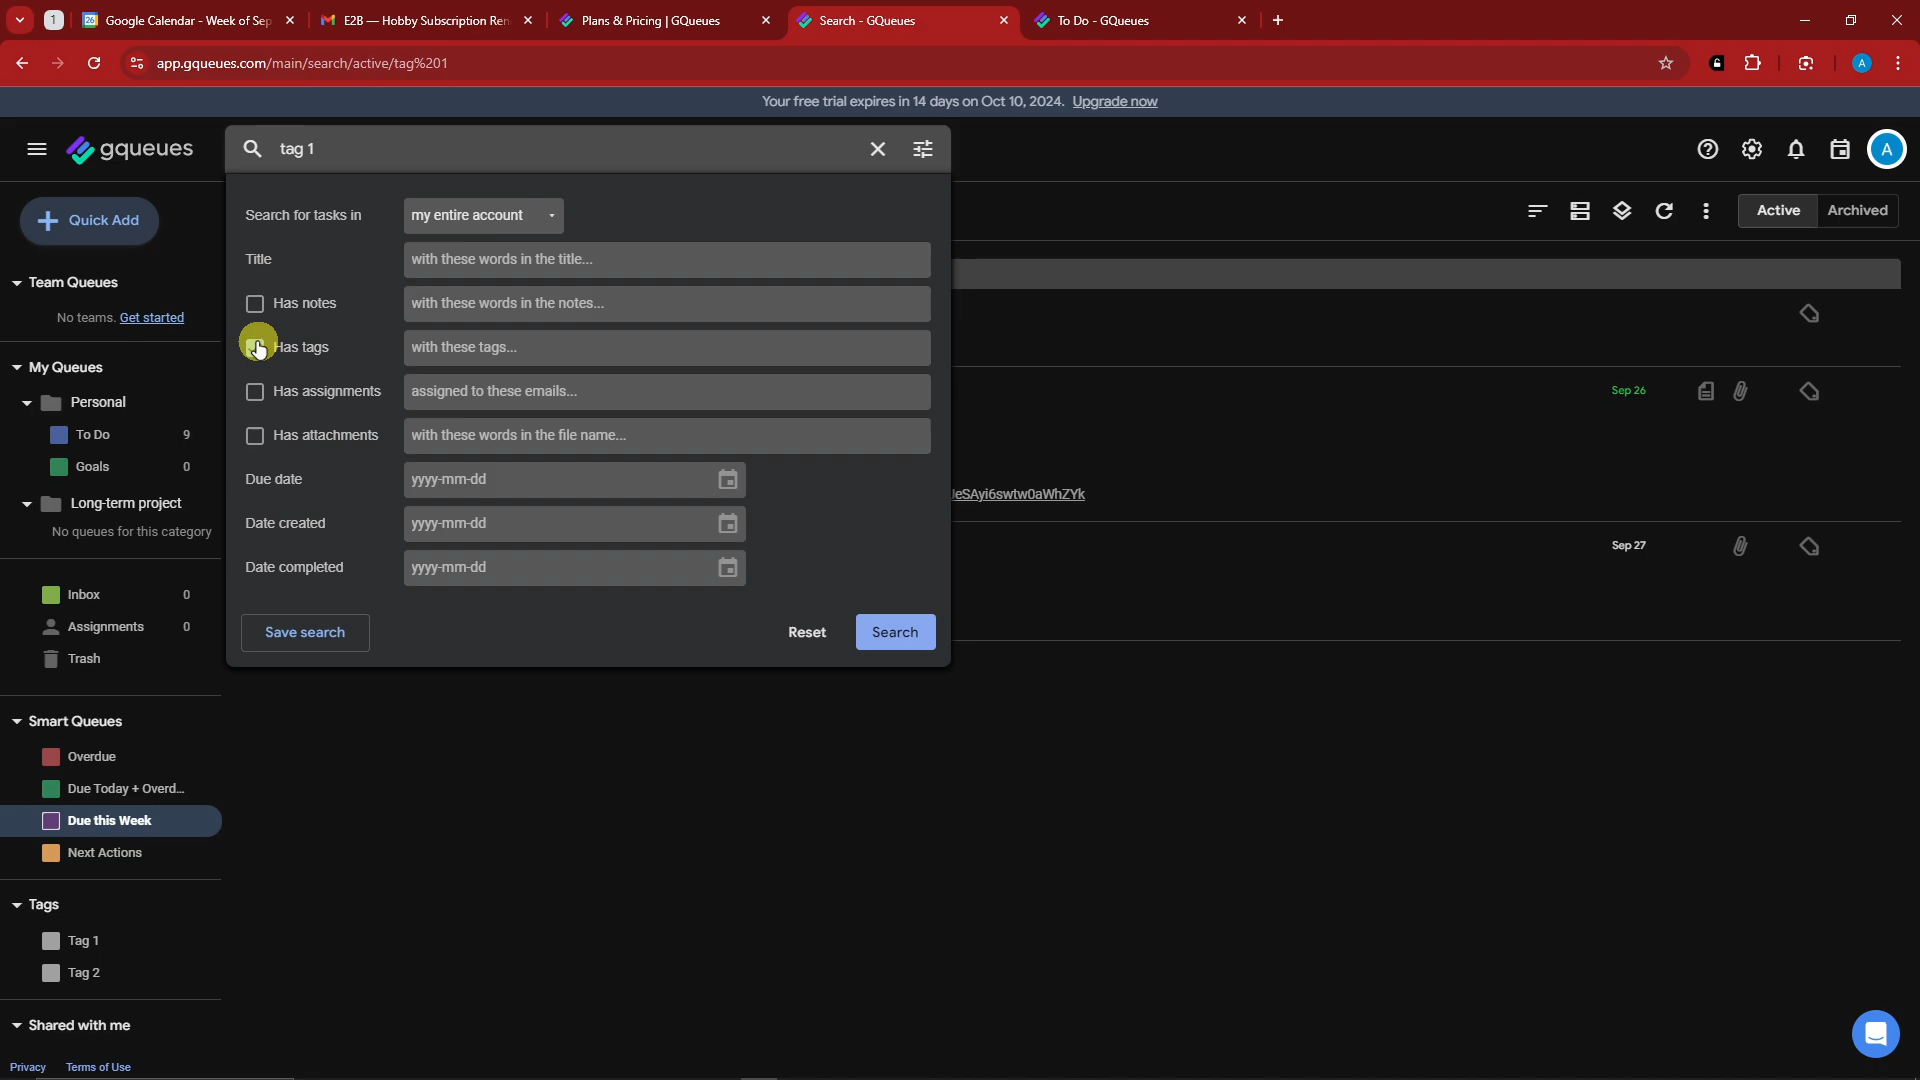 1
Google Calendar - Week of Sep
E2B — Hobby Subscription Ren
Plans & Pricing | GQueues
Search - GQueues
To Do - GQueues
app.gqueues.com/main/search/active/tag%201
A
Your free trial expires in 14 days on Oct 10, 2024. Upgrade now
gqueues
tag 1
A
Quick Add
Search for tasks in
my entire account
Active
Archived
Title
with these words in the title...
Team Queues
Has notes
with these words in the notes...
No teams. Get started
Has tags
with these tags...
My Queues
Has assignments
assigned to these emails...
Sep 26
Personal
To Do
9
Has attachments
with these words in the file name...
Goals
0
Due date
yyyy-mm-dd
Long-term project
JeSAyi6swtw0aWhZYk
No queues for this category
Date created
yyyy-mm-dd
Sep 27
Date completed
yyyy-mm-dd
Inbox
0
Assignments
0
Save search
Reset
Search
Trash
Smart Queues
Overdue
Due Today + Overd...
Due this Week
Next Actions
Tags
Tag 1
Tag 2
Shared with me
Privacy
Terms of Use